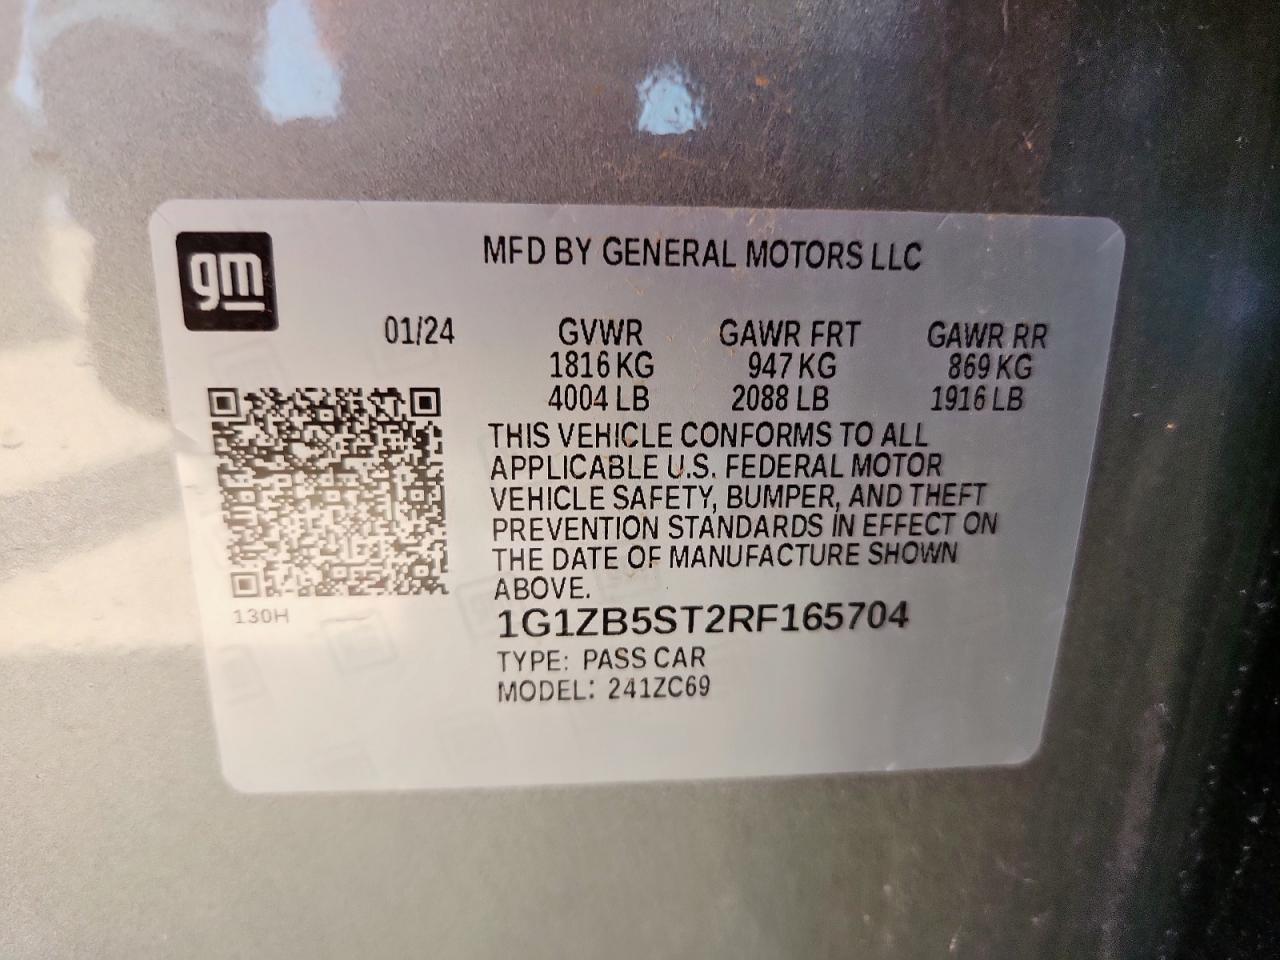 gm
MFD BY GENERAL MOTORS LLC
01/24 GVWR GAWR FRT GAWR RR
1816 KG 947 KG 869 KG
4004 LB 2088 LB 1916 LB
THIS VEHICLE CONFORMS TO ALL
APPLICABLE U.S. FEDERAL MOTOR
VEHICLE SAFETY, BUMPER, AND THEFT
PREVENTION STANDARDS IN EFFECT ON
THE DATE OF MANUFACTURE SHOWN
ABOVE.
130H
1G1ZB5ST2RF165704
TYPE: PASS CAR
MODEL: 241ZC69